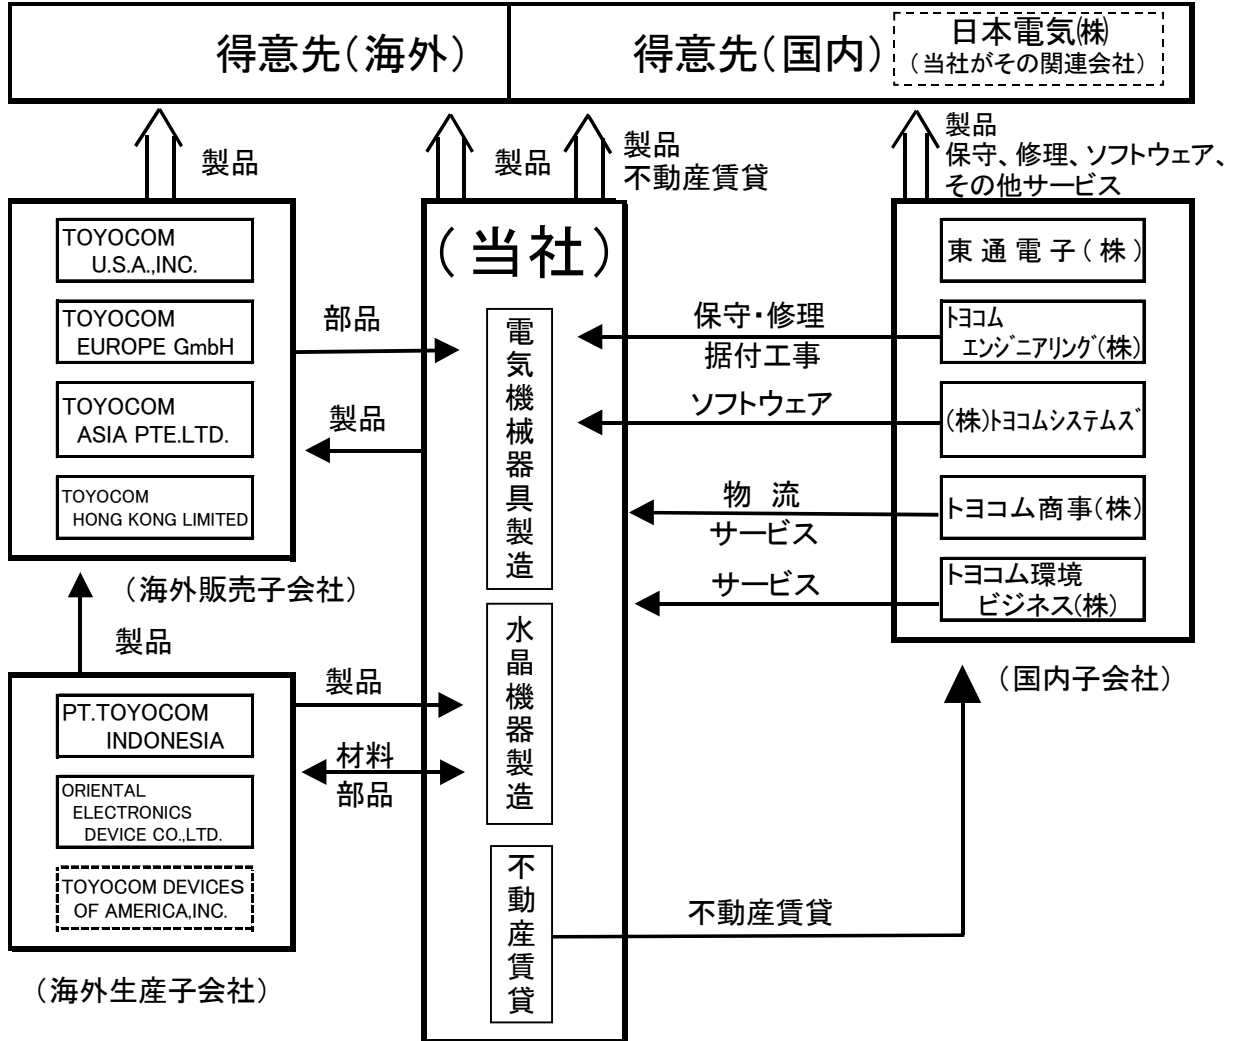 得意先(海外)
得意先(国内)
日本電気㈱
(当社がその関連会社)
製品
製品
製品
不動産賃貸
製品
保守、修理、ソフトウェア、
その他サービス
TOYOCOM
U.S.A.,INC.
TOYOCOM
EUROPE GmbH
TOYOCOM
ASIA PTE.LTD.
TOYOCOM
HONG KONG LIMITED
(海外販売子会社)
部品
製品
製品
PT.TOYOCOM
INDONESIA
ORIENTAL
ELECTRONICS
DEVICE CO.,LTD.
TOYOCOM DEVICES
OF AMERICA,INC.
(海外生産子会社)
製品
材料
部品
(当社)
電気機械器具製造
水晶機器製造
不動産賃貸
保守・修理
据付工事
ソフトウェア
物 流
サービス
サービス
不動産賃貸
東 通 電 子 ( 株 )
ﾄﾖｺﾑ
ｴﾝｼﾞﾆｱﾘﾝｸﾞ(株)
(株)ﾄﾖｺﾑｼｽﾃﾑｽﾞ
トヨコム商事(株)
トヨコム環境
ビジネス(株)
(国内子会社)